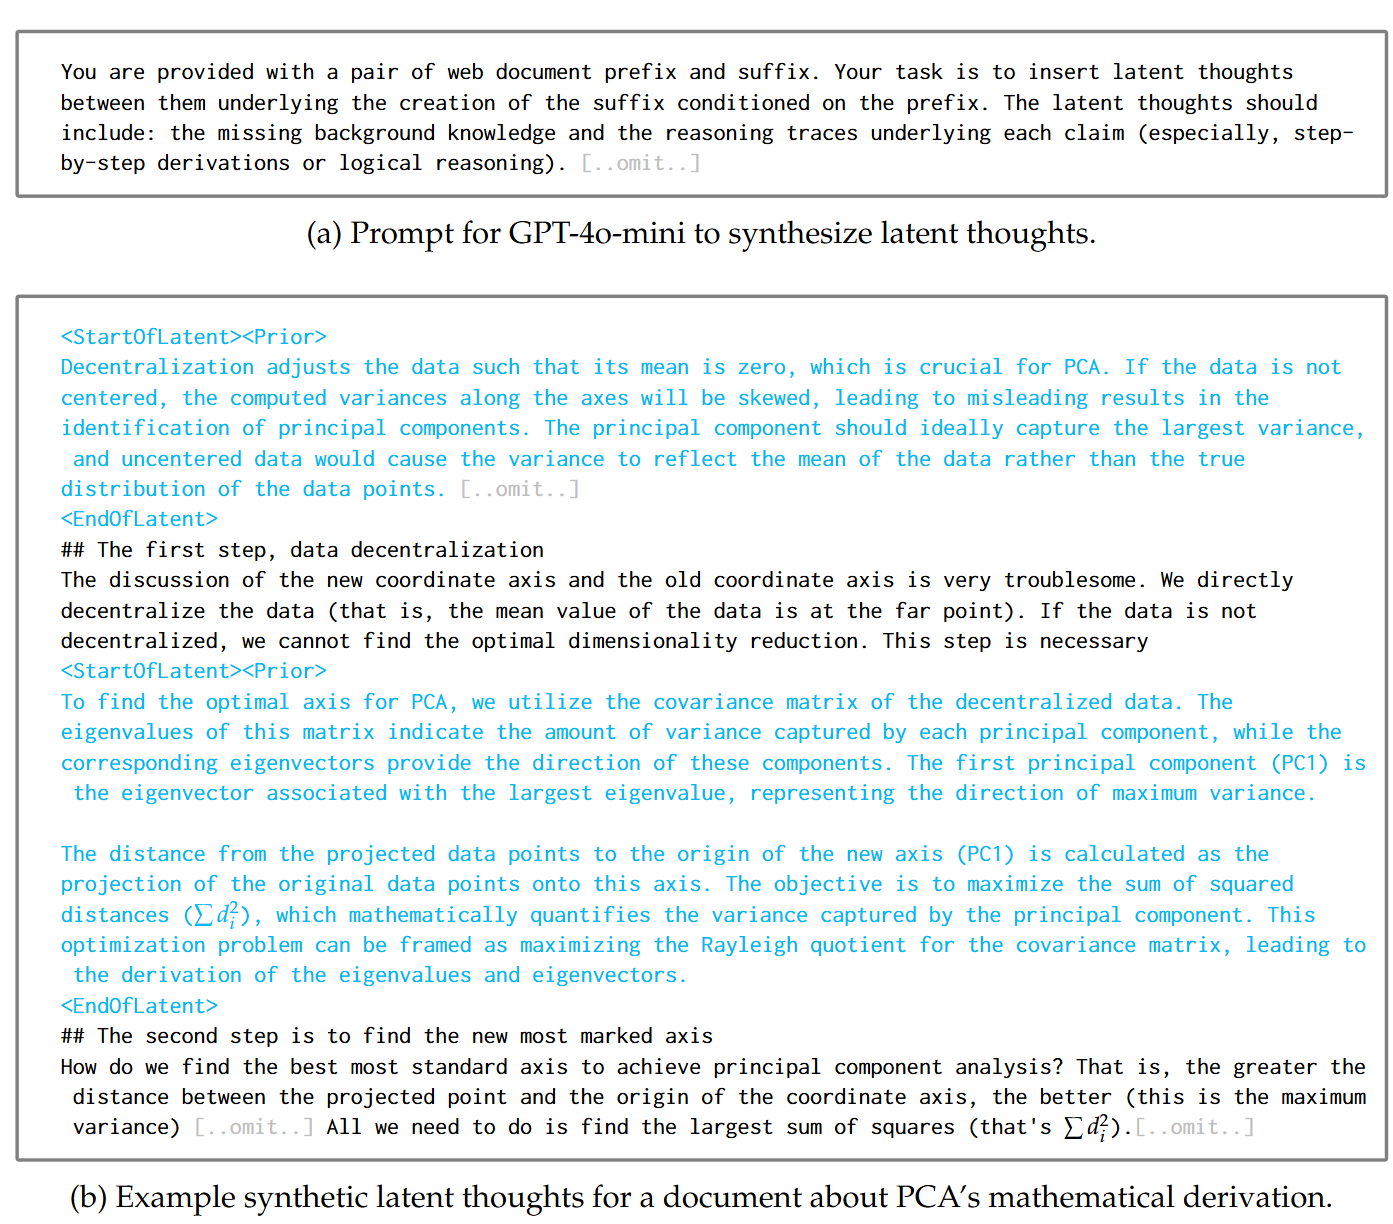 You are provided with a pair of web document prefix and suffix. Your task is to insert latent thoughts
between them underlying the creation of the suffix conditioned on the prefix. The latent thoughts should
include: the missing background knowledge and the reasoning traces underlying each claim (especially, step-
by-step derivations or logical reasoning). [..omit..]
(a) Prompt for GPT-4o-mini to synthesize latent thoughts.
<StartOfLatent><Prior>
Decentralization adjusts the data such that its mean is zero, which is crucial for PCA. If the data is not
centered, the computed variances along the axes will be skewed, leading to misleading results in the
identification of principal components. The principal component should ideally capture the largest variance,
and uncentered data would cause the variance to reflect the mean of the data rather than the true
distribution of the data points. [..omit..]
<EndOfLatent>
## The first step, data decentralization
The discussion of the new coordinate axis and the old coordinate axis is very troublesome. We directly
decentralize the data (that is, the mean value of the data is at the far point). If the data is not
decentralized, we cannot find the optimal dimensionality reduction. This step is necessary
<StartOfLatent><Prior>
To find the optimal axis for PCA, we utilize the covariance matrix of the decentralized data. The
eigenvalues of this matrix indicate the amount of variance captured by each principal component, while the
corresponding eigenvectors provide the direction of these components. The first principal component (PC1) is
the eigenvector associated with the largest eigenvalue, representing the direction of maximum variance.
The distance from the projected data points to the origin of the new axis (PC1) is calculated as the
projection of the original data points onto this axis. The objective is to maximize the sum of squared
distances (∑ d_i^2), which mathematically quantifies the variance captured by the principal component. This
optimization problem can be framed as maximizing the Rayleigh quotient for the covariance matrix, leading to
the derivation of the eigenvalues and eigenvectors.
<EndOfLatent>
## The second step is to find the new most marked axis
How do we find the best most standard axis to achieve principal component analysis? That is, the greater the
distance between the projected point and the origin of the coordinate axis, the better (this is the maximum
variance) [..omit..] All we need to do is find the largest sum of squares (that's ∑ d_i^2).[..omit..]
(b) Example synthetic latent thoughts for a document about PCA's mathematical derivation.